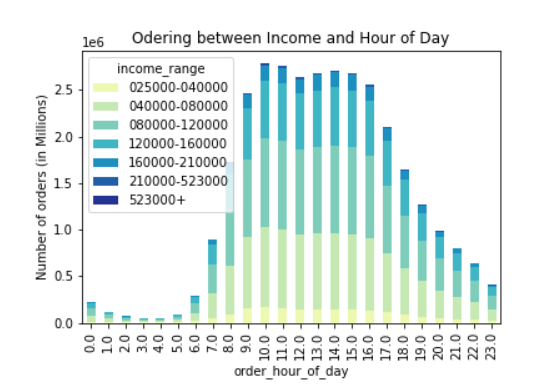 Odering between Income and Hour of Day
1e6
income_range
025000-040000
040000-080000
080000-120000
120000-160000
160000-210000
210000-523000
523000+
Number of orders (in Millions)
2.5
2.0
1.5
1.0
0.5
0.0
0.0 1.0 2.0 3.0 4.0 5.0 6.0 7.0 8.0 9.0 10.0 11.0 12.0 13.0 14.0 15.0 16.0 17.0 18.0 19.0 20.0 21.0 22.0 23.0
order_hour_of_day